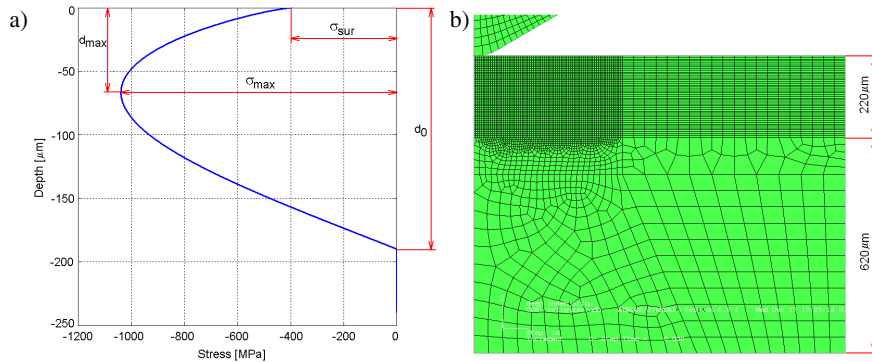 a)
0
-50
-100
-150
-200
-250
Depth [μm]
-1200
-1000
-800
-600
-400
-200
0
Stress [MPa]
d_max
σ_sur
σ_max
d_0
b)
220μm
620μm